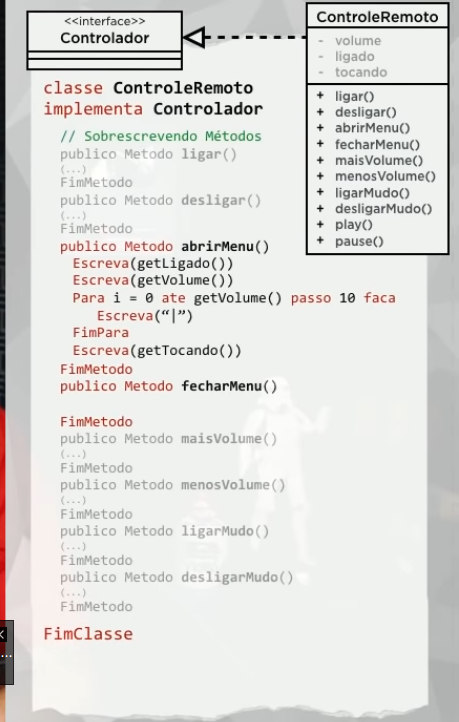 <<interface>>
Controlador
ControleRemoto
- volume
- ligado
- tocando
+ ligar()
+ desligar()
+ abrirMenu()
+ fecharMenu()
+ maisVolume()
+ menosVolume()
+ ligarMudo()
+ desligarMudo()
+ play()
+ pause()
classe ControleRemoto
implementa Controlador
// Sobrescrevendo Métodos
publico Metodo ligar()
(...)
FimMetodo
publico Metodo desligar()
(...)
FimMetodo
publico Metodo abrirMenu()
Escreva(getLigado())
Escreva(getVolume())
Para i = 0 ate getVolume() passo 10 faca
Escreva(“|”)
FimPara
Escreva(getTocando())
FimMetodo
publico Metodo fecharMenu()
FimMetodo
publico Metodo maisVolume()
(...)
FimMetodo
publico Metodo menosVolume()
(...)
FimMetodo
publico Metodo ligarMudo()
(...)
FimMetodo
publico Metodo desligarMudo()
(...)
FimMetodo
FimClasse